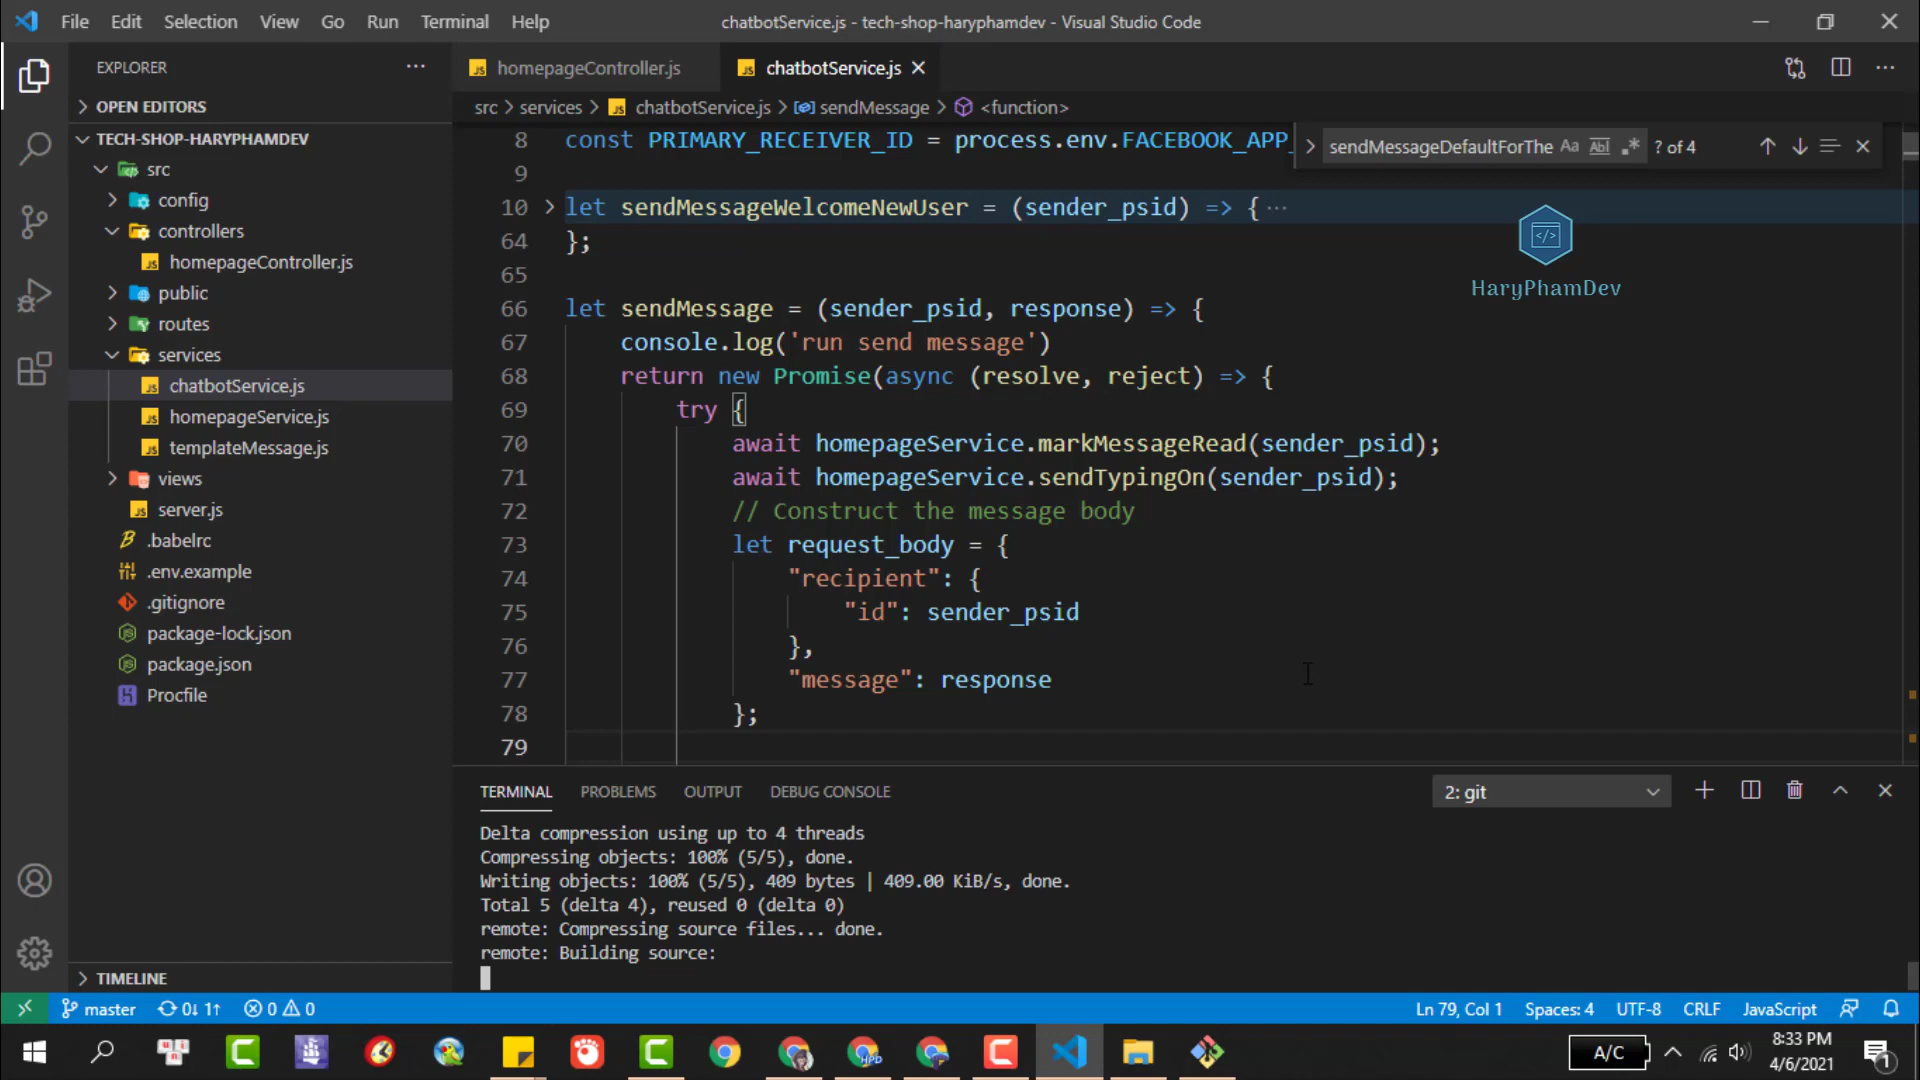 File Edit Selection View Go Run Terminal Help
chatbotService.js - tech-shop-haryphamdev - Visual Studio Code
EXPLORER
OPEN EDITORS
TECH-SHOP-HARYPHAMDEV
src
config
controllers
homepageController.js
public
routes
services
chatbotService.js
homepageService.js
templateMessage.js
views
server.js
.babelrc
.env.example
.gitignore
package-lock.json
package.json
Procfile
TIMELINE
homepageController.js
chatbotService.js
src > services > chatbotService.js > sendMessage > <function>
sendMessageDefaultForThe Aa Abl .* ? of 4
8 const PRIMARY_RECEIVER_ID = process.env.FACEBOOK_APP_
9
10 let sendMessageWelcomeNewUser = (sender_psid) => {···
64 };
65
66 let sendMessage = (sender_psid, response) => {
67 console.log('run send message')
68 return new Promise(async (resolve, reject) => {
69 try {
70 await homepageService.markMessageRead(sender_psid);
71 await homepageService.sendTypingOn(sender_psid);
72 // Construct the message body
73 let request_body = {
74 "recipient": {
75 "id": sender_psid
76 },
77 "message": response
78 };
79
</> HaryPhamDev
TERMINAL PROBLEMS OUTPUT DEBUG CONSOLE
2: git
Delta compression using up to 4 threads
Compressing objects: 100% (5/5), done.
Writing objects: 100% (5/5), 409 bytes | 409.00 KiB/s, done.
Total 5 (delta 4), reused 0 (delta 0)
remote: Compressing source files... done.
remote: Building source:
master 0↓ 1↑ 0 0
Ln 79, Col 1 Spaces: 4 UTF-8 CRLF JavaScript
A/C
8:33 PM
4/6/2021
1